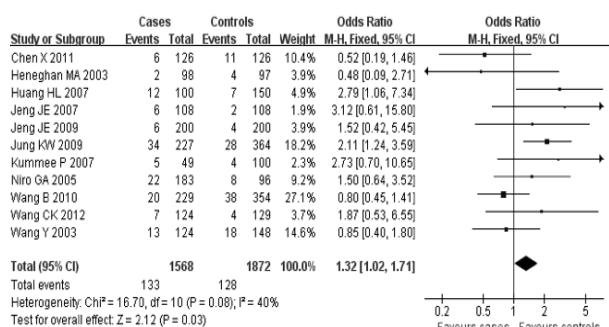 Cases Controls Odds Ratio Odds Ratio
Study or Subgroup Events Total Events Total Weight M-H, Fixed, 95% CI M-H, Fixed, 95% CI
Chen X 2011 6 126 11 126 10.4% 0.52 [0.19, 1.46]
Heneghan MA 2003 2 98 4 97 3.9% 0.48 [0.09, 2.71]
Huang HL 2007 12 100 7 150 4.9% 2.79 [1.06, 7.34]
Jeng JE 2007 6 108 2 108 1.9% 3.12 [0.61, 15.80]
Jeng JE 2009 6 200 4 200 3.9% 1.52 [0.42, 5.45]
Jung KW 2009 34 227 28 364 18.2% 2.11 [1.24, 3.59]
Kummee P 2007 5 49 4 100 2.4% 2.73 [0.70, 10.65]
Niro GA 2005 22 183 8 96 9.2% 1.50 [0.64, 3.52]
Wang B 2010 20 229 38 354 27.1% 0.80 [0.45, 1.41]
Wang CK 2012 7 124 4 129 3.7% 1.87 [0.53, 6.55]
Wang Y 2003 13 124 18 148 14.6% 0.85 [0.40, 1.80]
Total (95% CI) 1568 1872 100.0% 1.32 [1.02, 1.71]
Total events 133 128
Heterogeneity: Chi² = 16.70, df = 10 (P = 0.08); I² = 40%
Test for overall effect: Z = 2.12 (P = 0.03)
0.2 0.5 1 2 5
Favours cases Favours controls